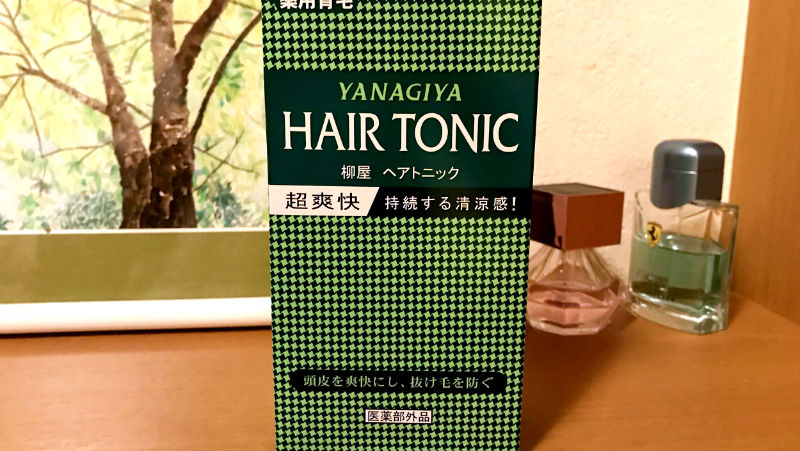 薬用育毛
YANAGIYA
HAIR TONIC
柳屋 ヘアトニック
超爽快 持続する清涼感!
頭皮を爽快にし、抜け毛を防ぐ
医薬部外品